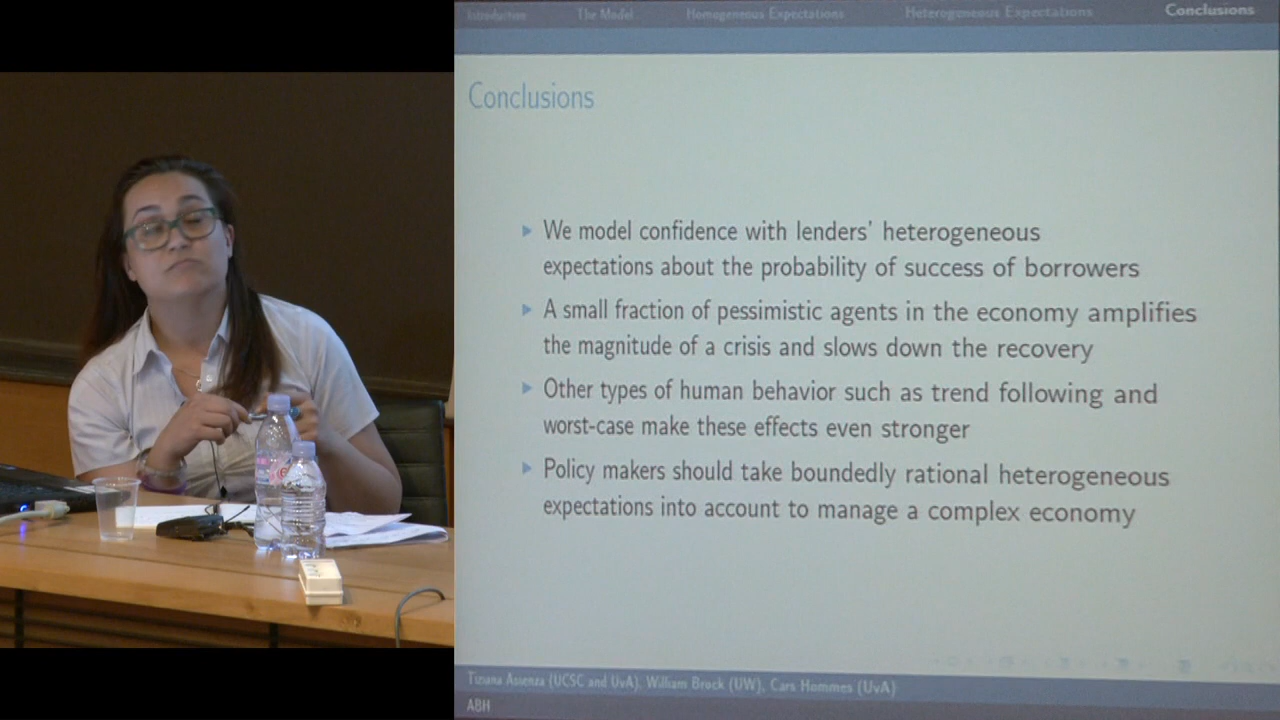 Introduction The Model Homogeneous Expectations Heterogeneous Expectations Conclusions
Conclusions
We model confidence with lenders' heterogeneous
expectations about the probability of success of borrowers
A small fraction of pessimistic agents in the economy amplifies
the magnitude of a crisis and slows down the recovery
Other types of human behavior such as trend following and
worst-case make these effects even stronger
Policy makers should take boundedly rational heterogeneous
expectations into account to manage a complex economy
Tiziana Assenza (UCSC and UvA), William Brock (UW), Cars Hommes (UvA)
ABH